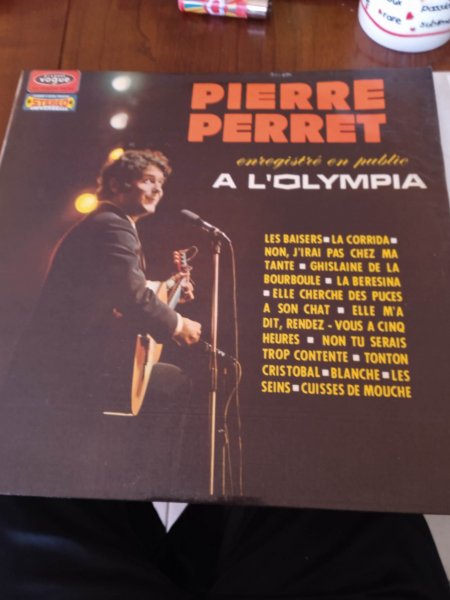 vogue
STEREO
PIERRE
PERRET
enregistré en public
A L'OLYMPIA
LES BAISERS ▪ LA CORRIDA ▪
NON, J'IRAI PAS CHEZ MA
TANTE ▪ GHISLAINE DE LA
BOURBOULE ▪ LA BERESINA
▪ ELLE CHERCHE DES PUCES
A SON CHAT ▪ ELLE M'A
DIT, RENDEZ - VOUS A CINQ
HEURES ▪ NON TU SERAIS
TROP CONTENTE ▪ TONTON
CRISTOBAL ▪ BLANCHE ▪ LES
SEINS ▪ CUISSES DE MOUCHE